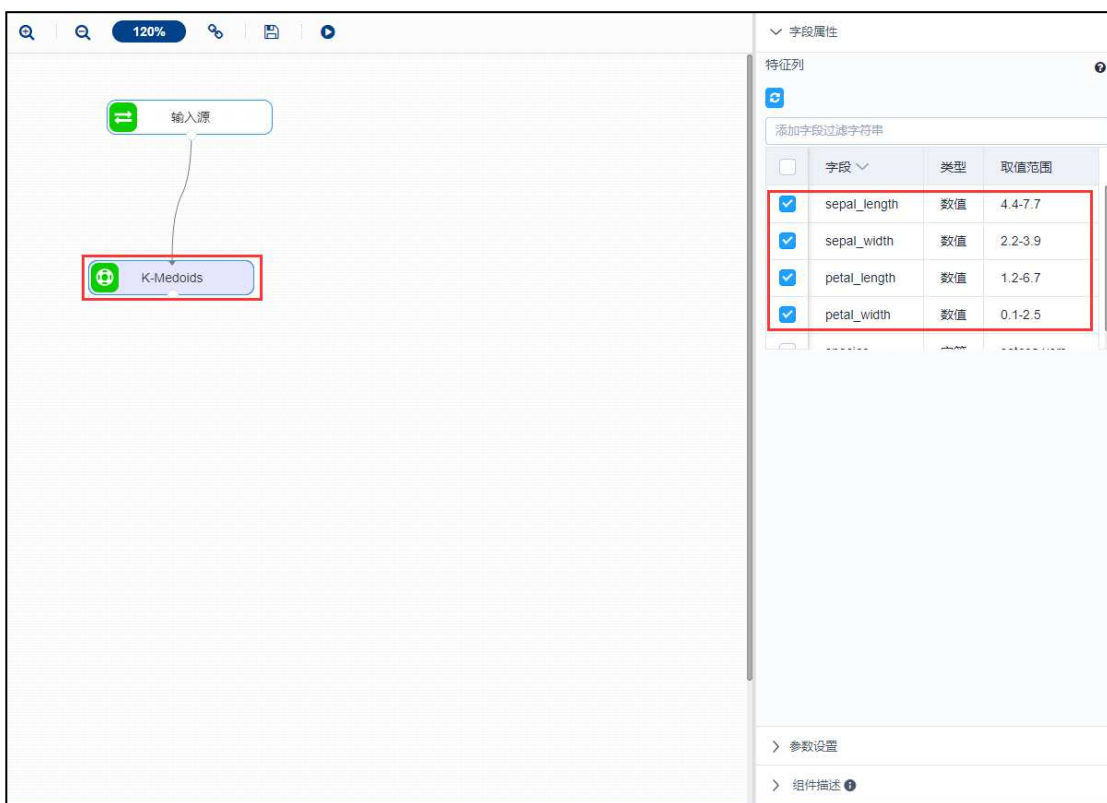 120%
输入源
K-Medoids
字段属性
特征列
添加字段过滤字符串
字段 类型 取值范围
sepal_length 数值 4.4-7.7
sepal_width 数值 2.2-3.9
petal_length 数值 1.2-6.7
petal_width 数值 0.1-2.5
参数设置
组件描述